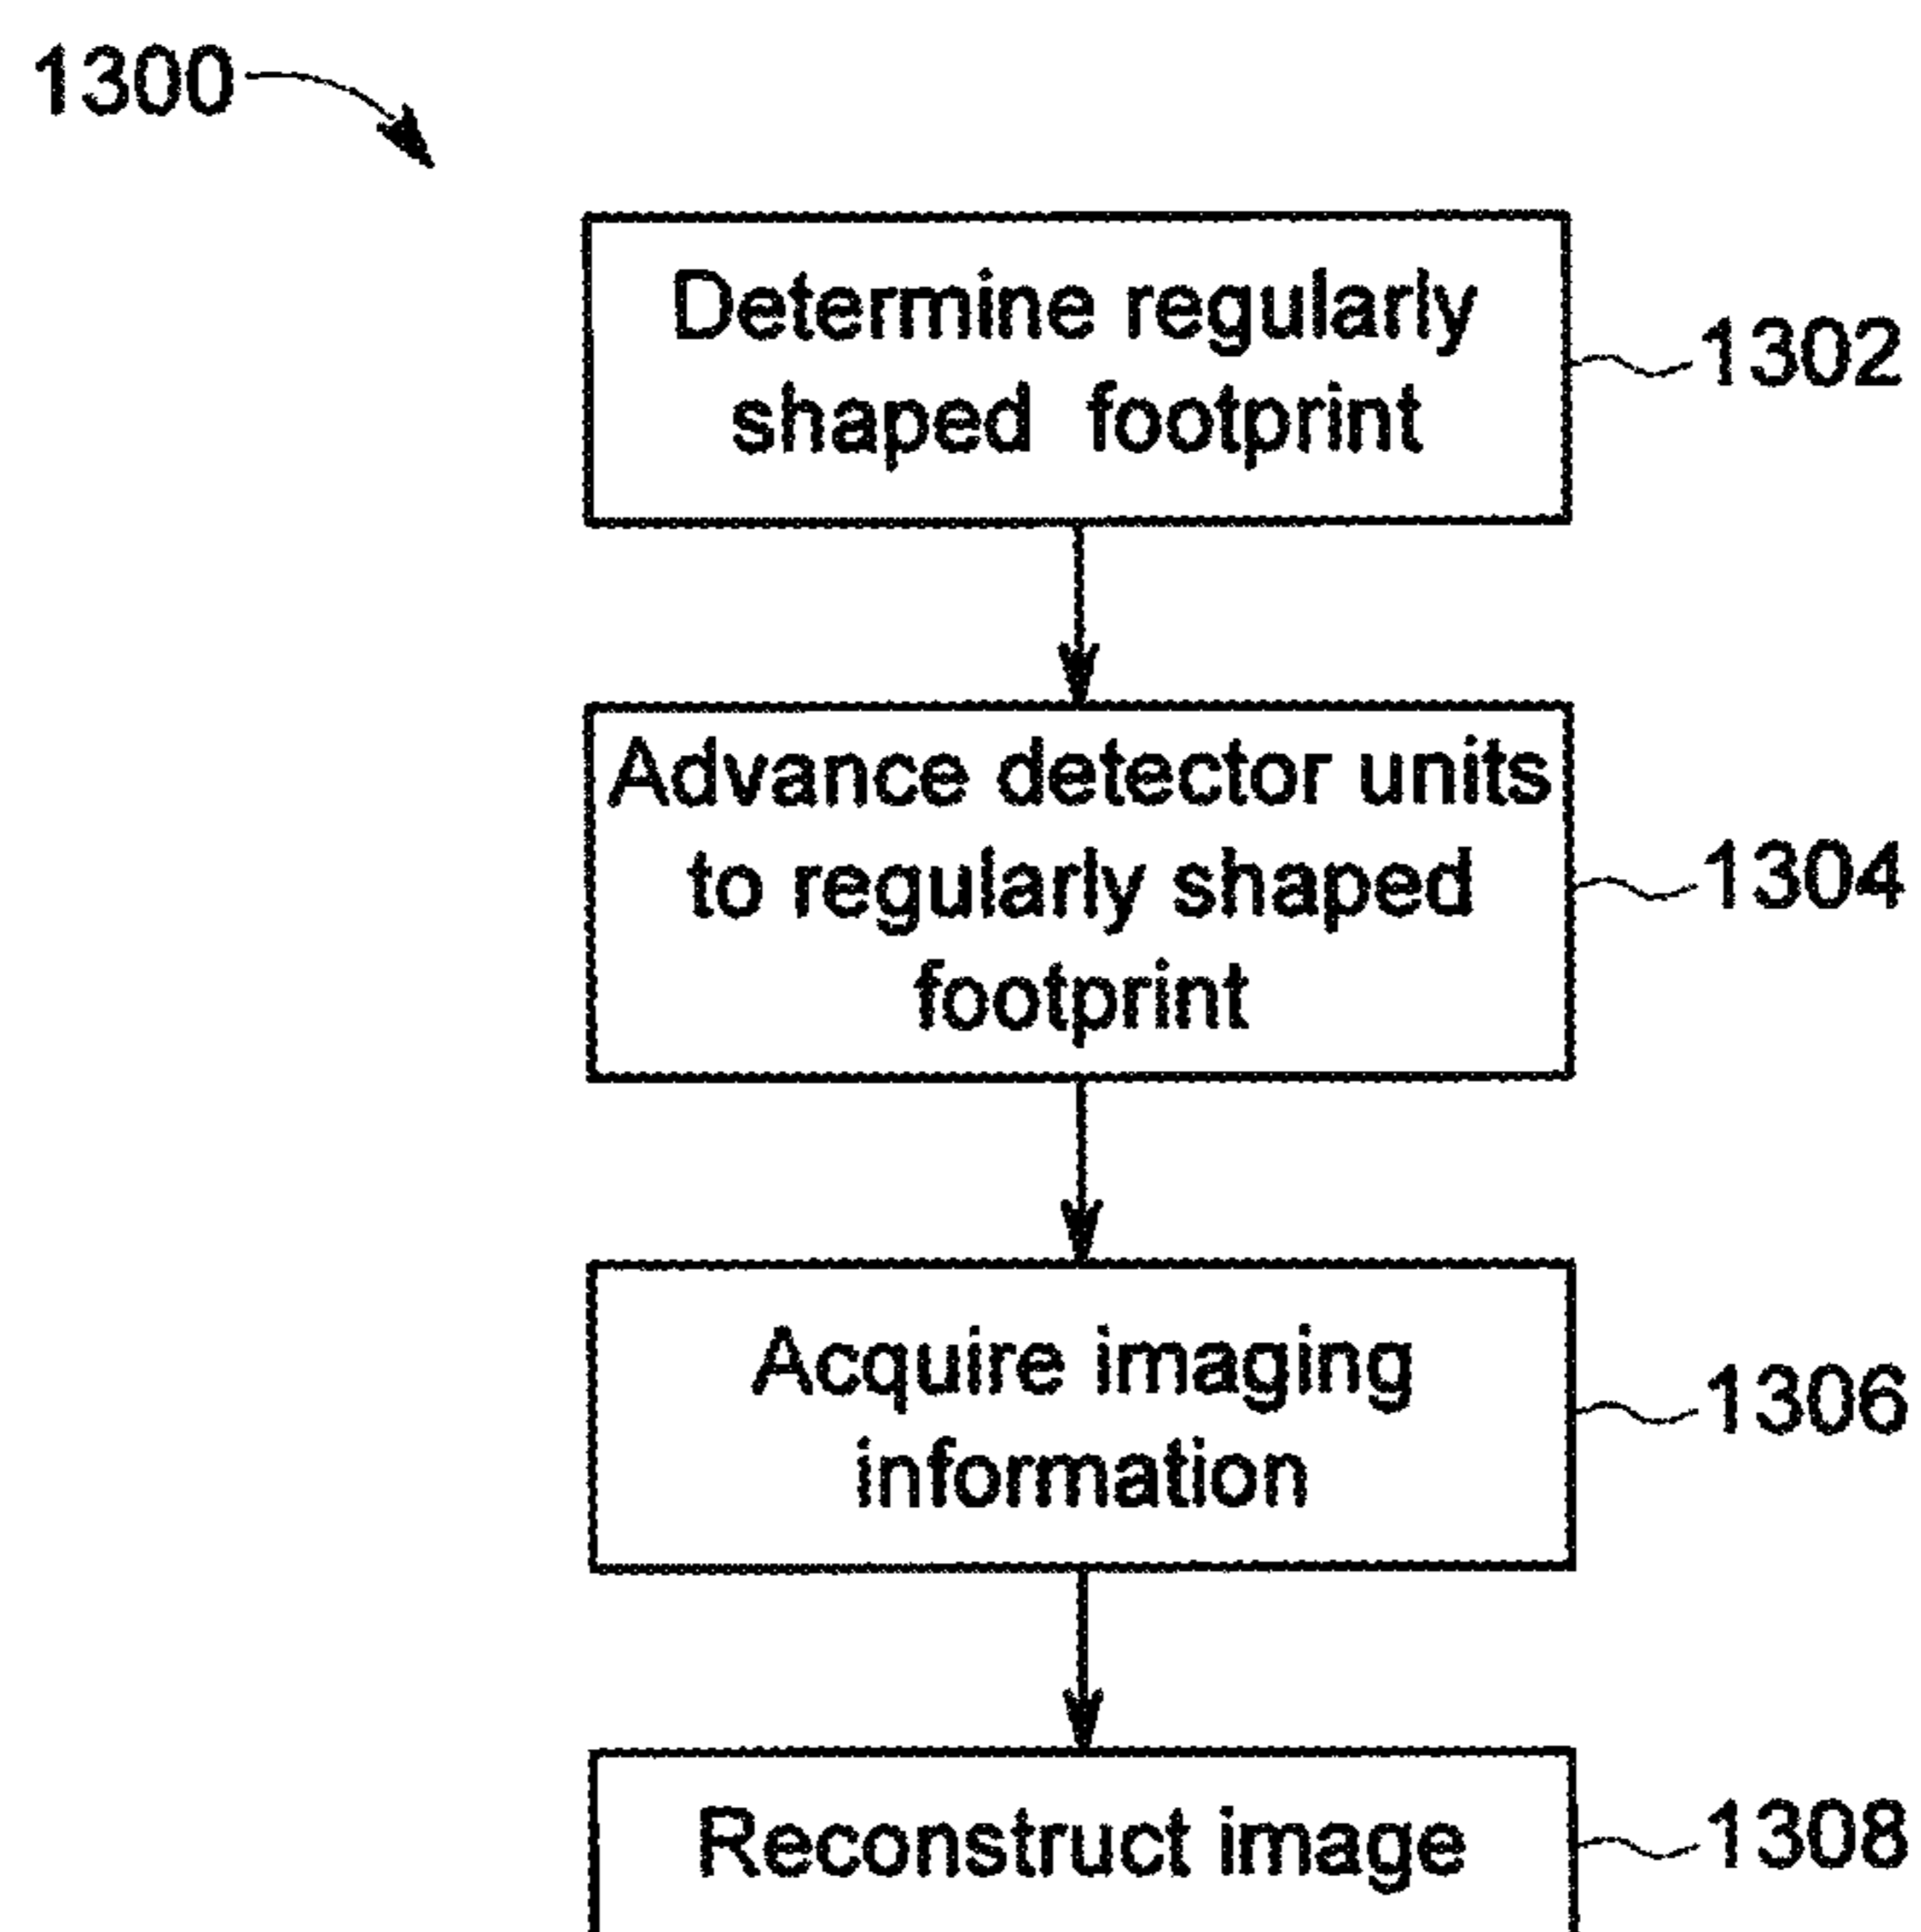 1300
Determine regularly
shaped footprint
1302
Advance detector units
to regularly shaped
footprint
1304
Acquire imaging
information
1306
Reconstruct image
1308